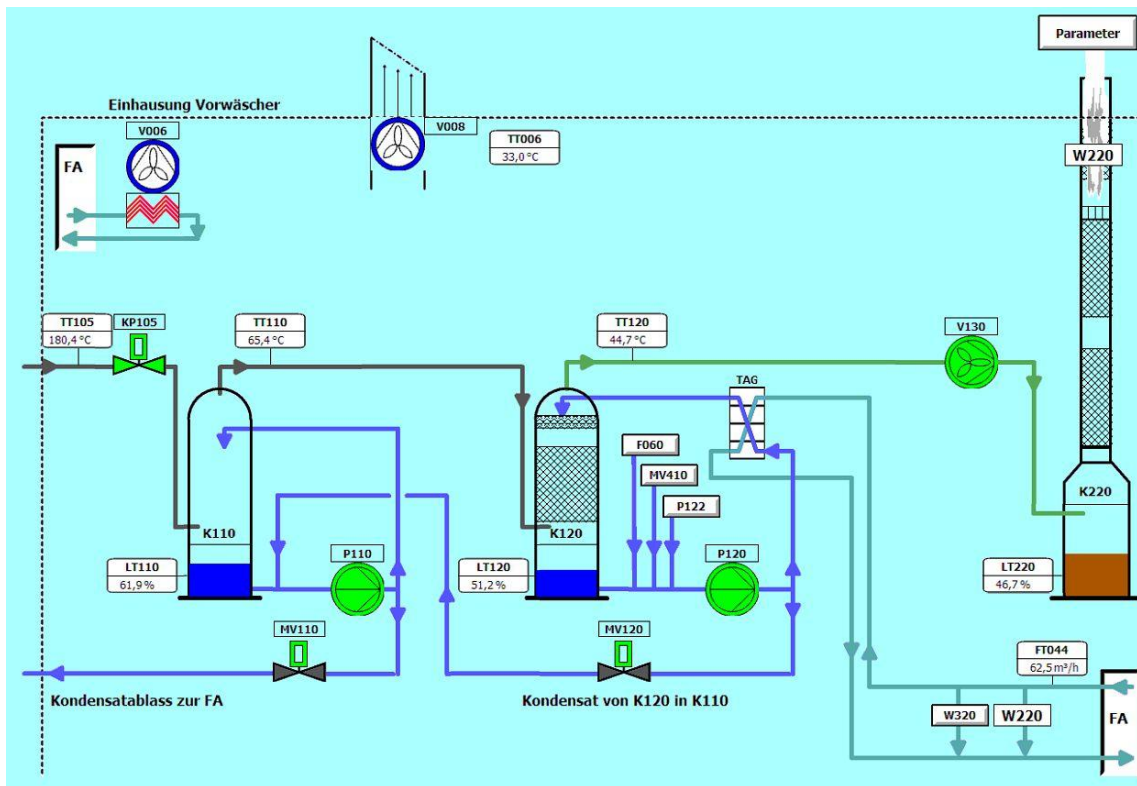 Parameter
Einhausung Vorwäscher
V006
V008
TT006
33,0 °C
FA
W220
TT105
180,4 °C
KP105
TT110
65,4 °C
TT120
44,7 °C
V130
TAG
F060
MV410
P122
K110
K120
K220
LT110
61,9 %
P110
LT120
51,2 %
P120
LT220
46,7 %
MV110
MV120
FT044
62,5 m³/h
Kondensatablass zur FA
Kondensat von K120 in K110
W320
W220
FA